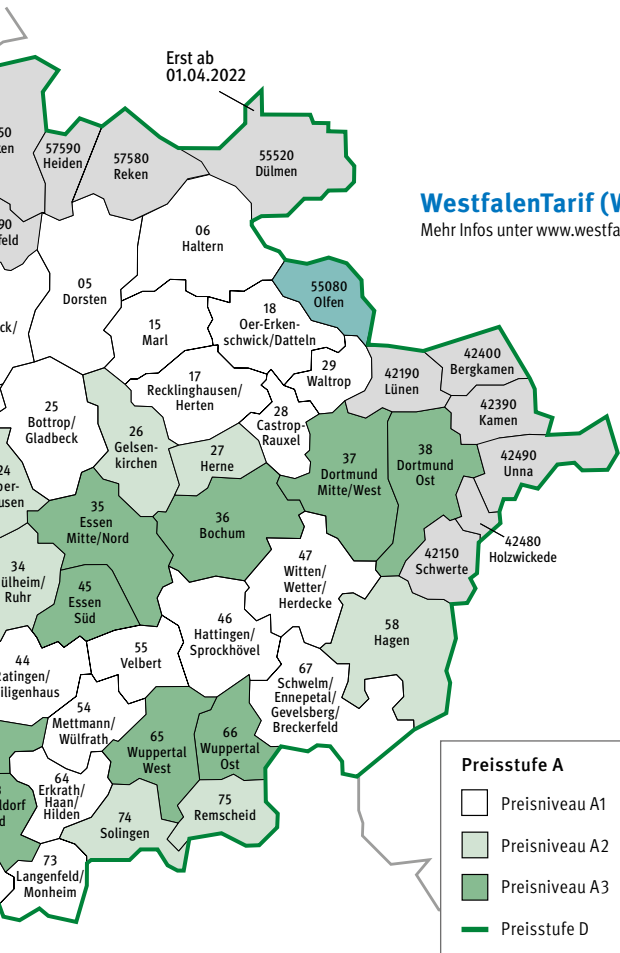 Erst ab
01.04.2022
57590
Heiden
57580
Reken
55520
Dülmen
WestfalenTarif (W
Mehr Infos unter www.westfa
06
Haltern
05
Dorsten
55080
Olfen
18
Oer-Erken-
schwick/Datteln
15
Marl
29
Waltrop
42190
Lünen
42400
Bergkamen
17
Recklinghausen/
Herten
42390
Kamen
25
Bottrop/
Gladbeck
28
Castrop-
Rauxel
26
Gelsen-
kirchen
27
Herne
37
Dortmund
Mitte/West
38
Dortmund
Ost
42490
Unna
24
35
Essen
Mitte/Nord
36
Bochum
42480
Holzwickede
42150
Schwerte
34
ülheim/
Ruhr
45
Essen
Süd
47
Witten/
Wetter/
Herdecke
46
Hattingen/
Sprockhövel
58
Hagen
44
atingen/
iligenhaus
55
Velbert
67
Schwelm/
Ennepetal/
Gevelsberg/
Breckerfeld
54
Mettmann/
Wülfrath
65
Wuppertal
West
66
Wuppertal
Ost
64
Erkrath/
Haan/
Hilden
74
Solingen
75
Remscheid
73
Langenfeld/
Monheim
Preisstufe A
Preisniveau A1
Preisniveau A2
Preisniveau A3
Preisstufe D